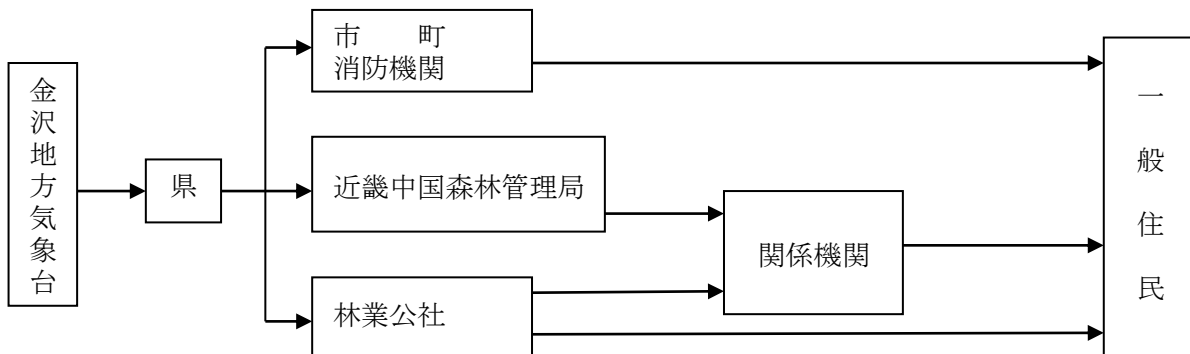 金沢地方気象台
県
市　　町
消防機関
近畿中国森林管理局
林業公社
関係機関
一般住民